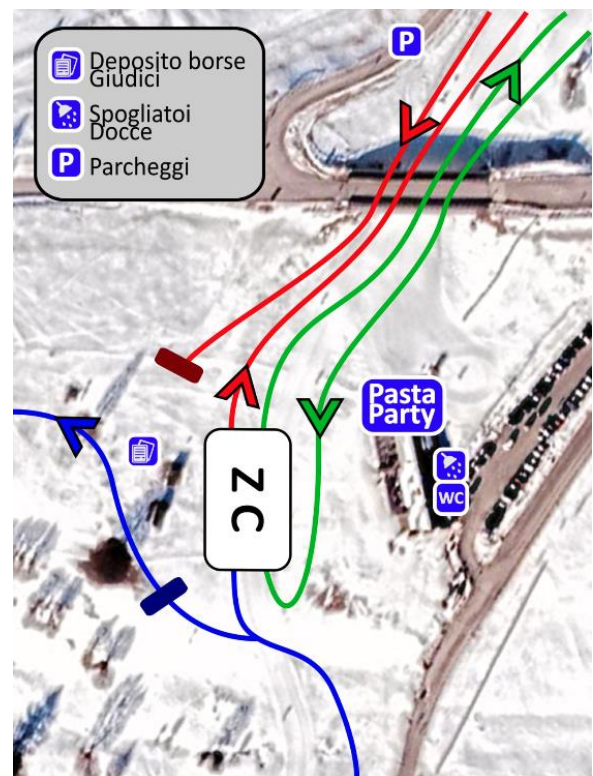 Deposito borse
Giudici
Spogliatoi
Docce
P Parcheggi
P
Pasta
Party
WC
ZC